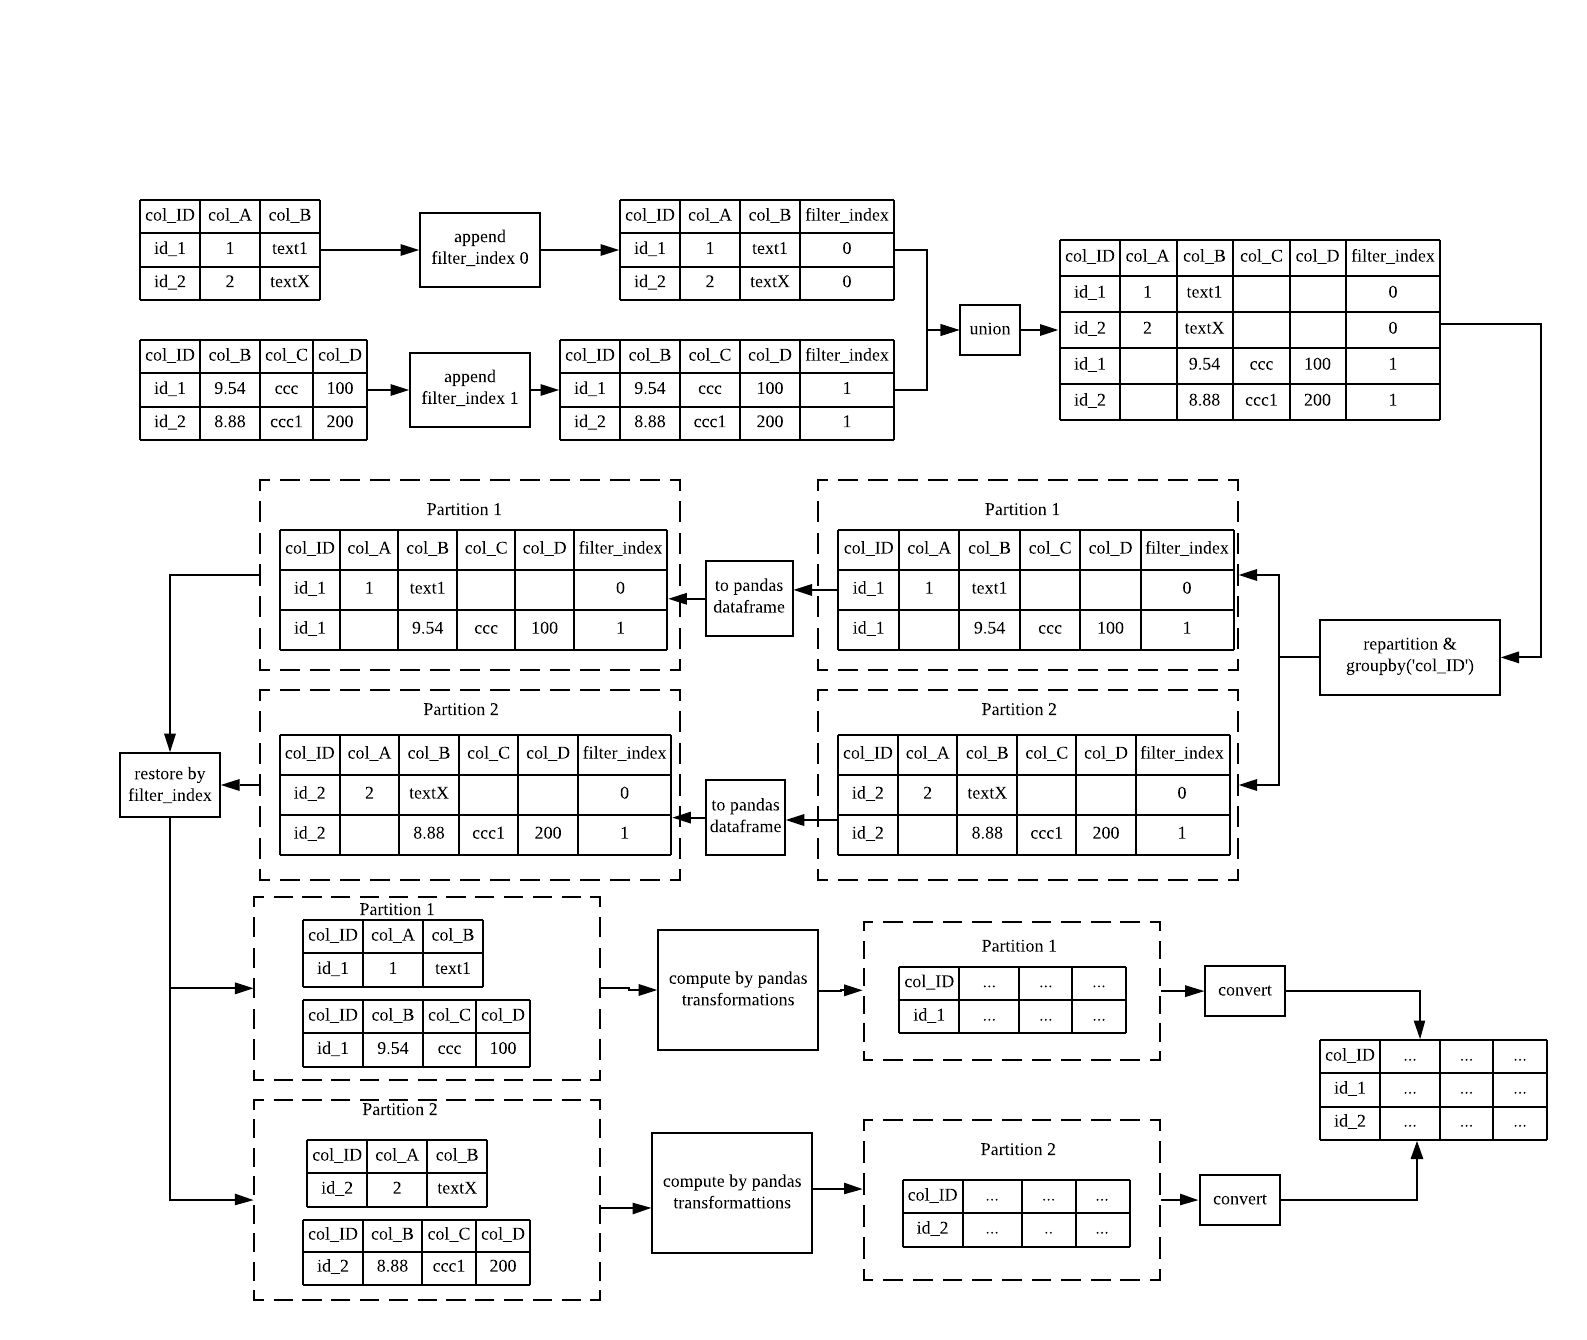 col_ID col_A col_B
id_1 1 text1
id_2 2 textX
append
filter_index 0
col_ID col_A col_B filter_index
id_1 1 text1 0
id_2 2 textX 0
col_ID col_B col_C col_D
id_1 9.54 ccc 100
id_2 8.88 ccc1 200
append
filter_index 1
col_ID col_B col_C col_D filter_index
id_1 9.54 ccc 100 1
id_2 8.88 ccc1 200 1
union
col_ID col_A col_B col_C col_D filter_index
id_1 1 text1 0
id_2 2 textX 0
id_1 9.54 ccc 100 1
id_2 8.88 ccc1 200 1
repartition &
groupby('col_ID')
Partition 1
col_ID col_A col_B col_C col_D filter_index
id_1 1 text1 0
id_1 9.54 ccc 100 1
to pandas
dataframe
Partition 1
col_ID col_A col_B col_C col_D filter_index
id_1 1 text1 0
id_1 9.54 ccc 100 1
Partition 2
col_ID col_A col_B col_C col_D filter_index
id_2 2 textX 0
id_2 8.88 ccc1 200 1
to pandas
dataframe
Partition 2
col_ID col_A col_B col_C col_D filter_index
id_2 2 textX 0
id_2 8.88 ccc1 200 1
restore by
filter_index
Partition 1
col_ID col_A col_B
id_1 1 text1
col_ID col_B col_C col_D
id_1 9.54 ccc 100
compute by pandas
transformations
Partition 1
col_ID ... ... ...
id_1 ... ... ...
convert
Partition 2
col_ID col_A col_B
id_2 2 textX
col_ID col_B col_C col_D
id_2 8.88 ccc1 200
compute by pandas
transformattions
Partition 2
col_ID ... ... ...
id_2 ... .. ...
convert
col_ID ... ... ...
id_1 ... ... ...
id_2 ... ... ...